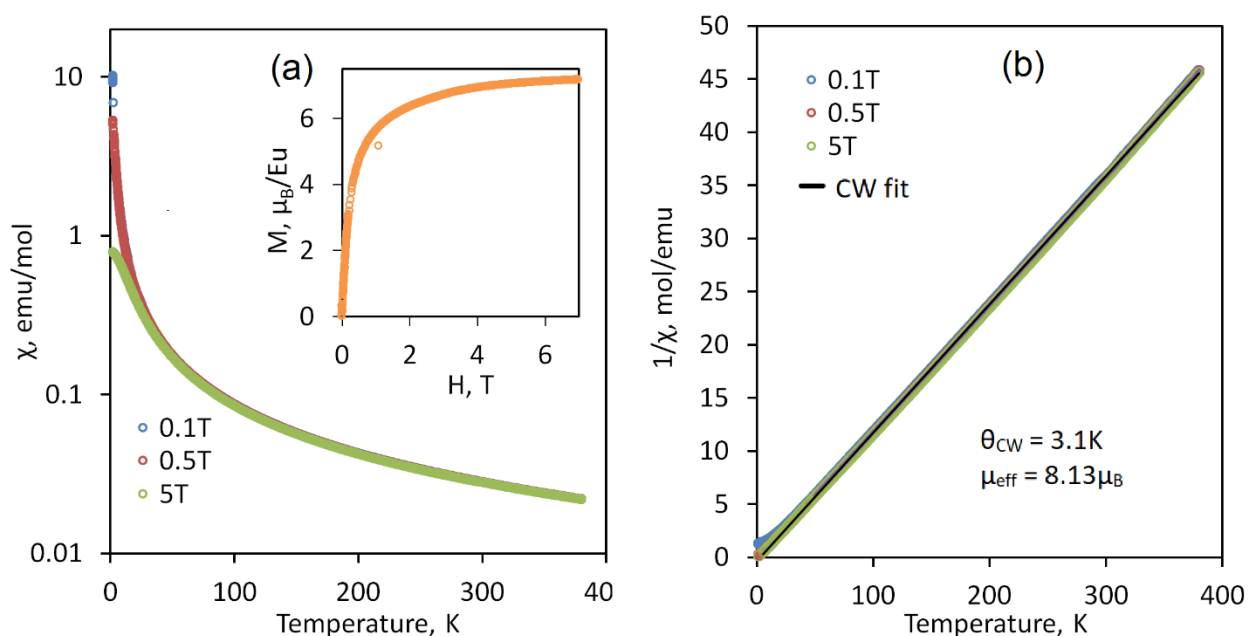 (a)
χ, emu/mol
10
1
0.1
0.01
0 100 200 300 40
Temperature, K
0.1T
0.5T
5T
M, μB/Eu
6
4
2
0
0 2 4 6
H, T
(b)
1/χ, mol/emu
50
45
40
35
30
25
20
15
10
5
0
0 100 200 300 400
Temperature, K
0.1T
0.5T
5T
CW fit
θCW = 3.1K
μeff = 8.13μB